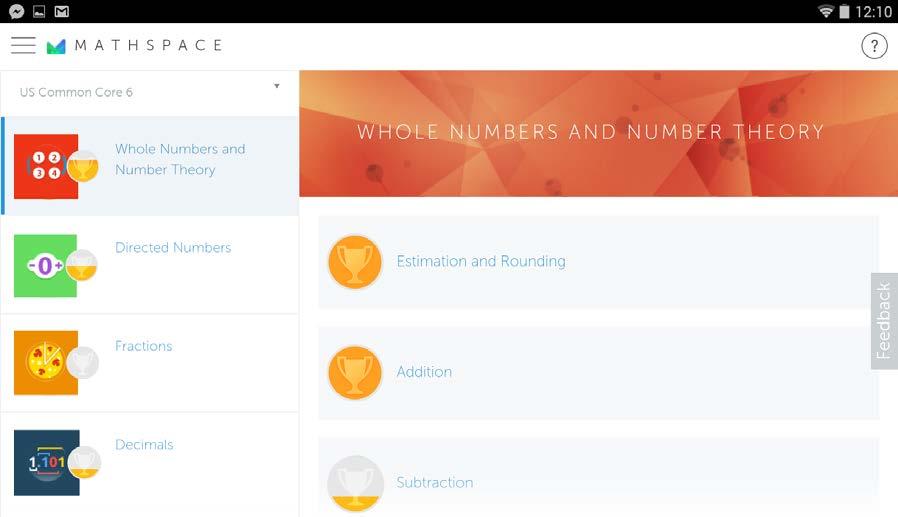 12:10
MATHSPACE
?
US Common Core 6
WHOLE NUMBERS AND NUMBER THEORY
1 2
3 4
Whole Numbers and
Number Theory
-0+
Directed Numbers
Fractions
1.101
Decimals
Estimation and Rounding
Addition
Subtraction
Feedback